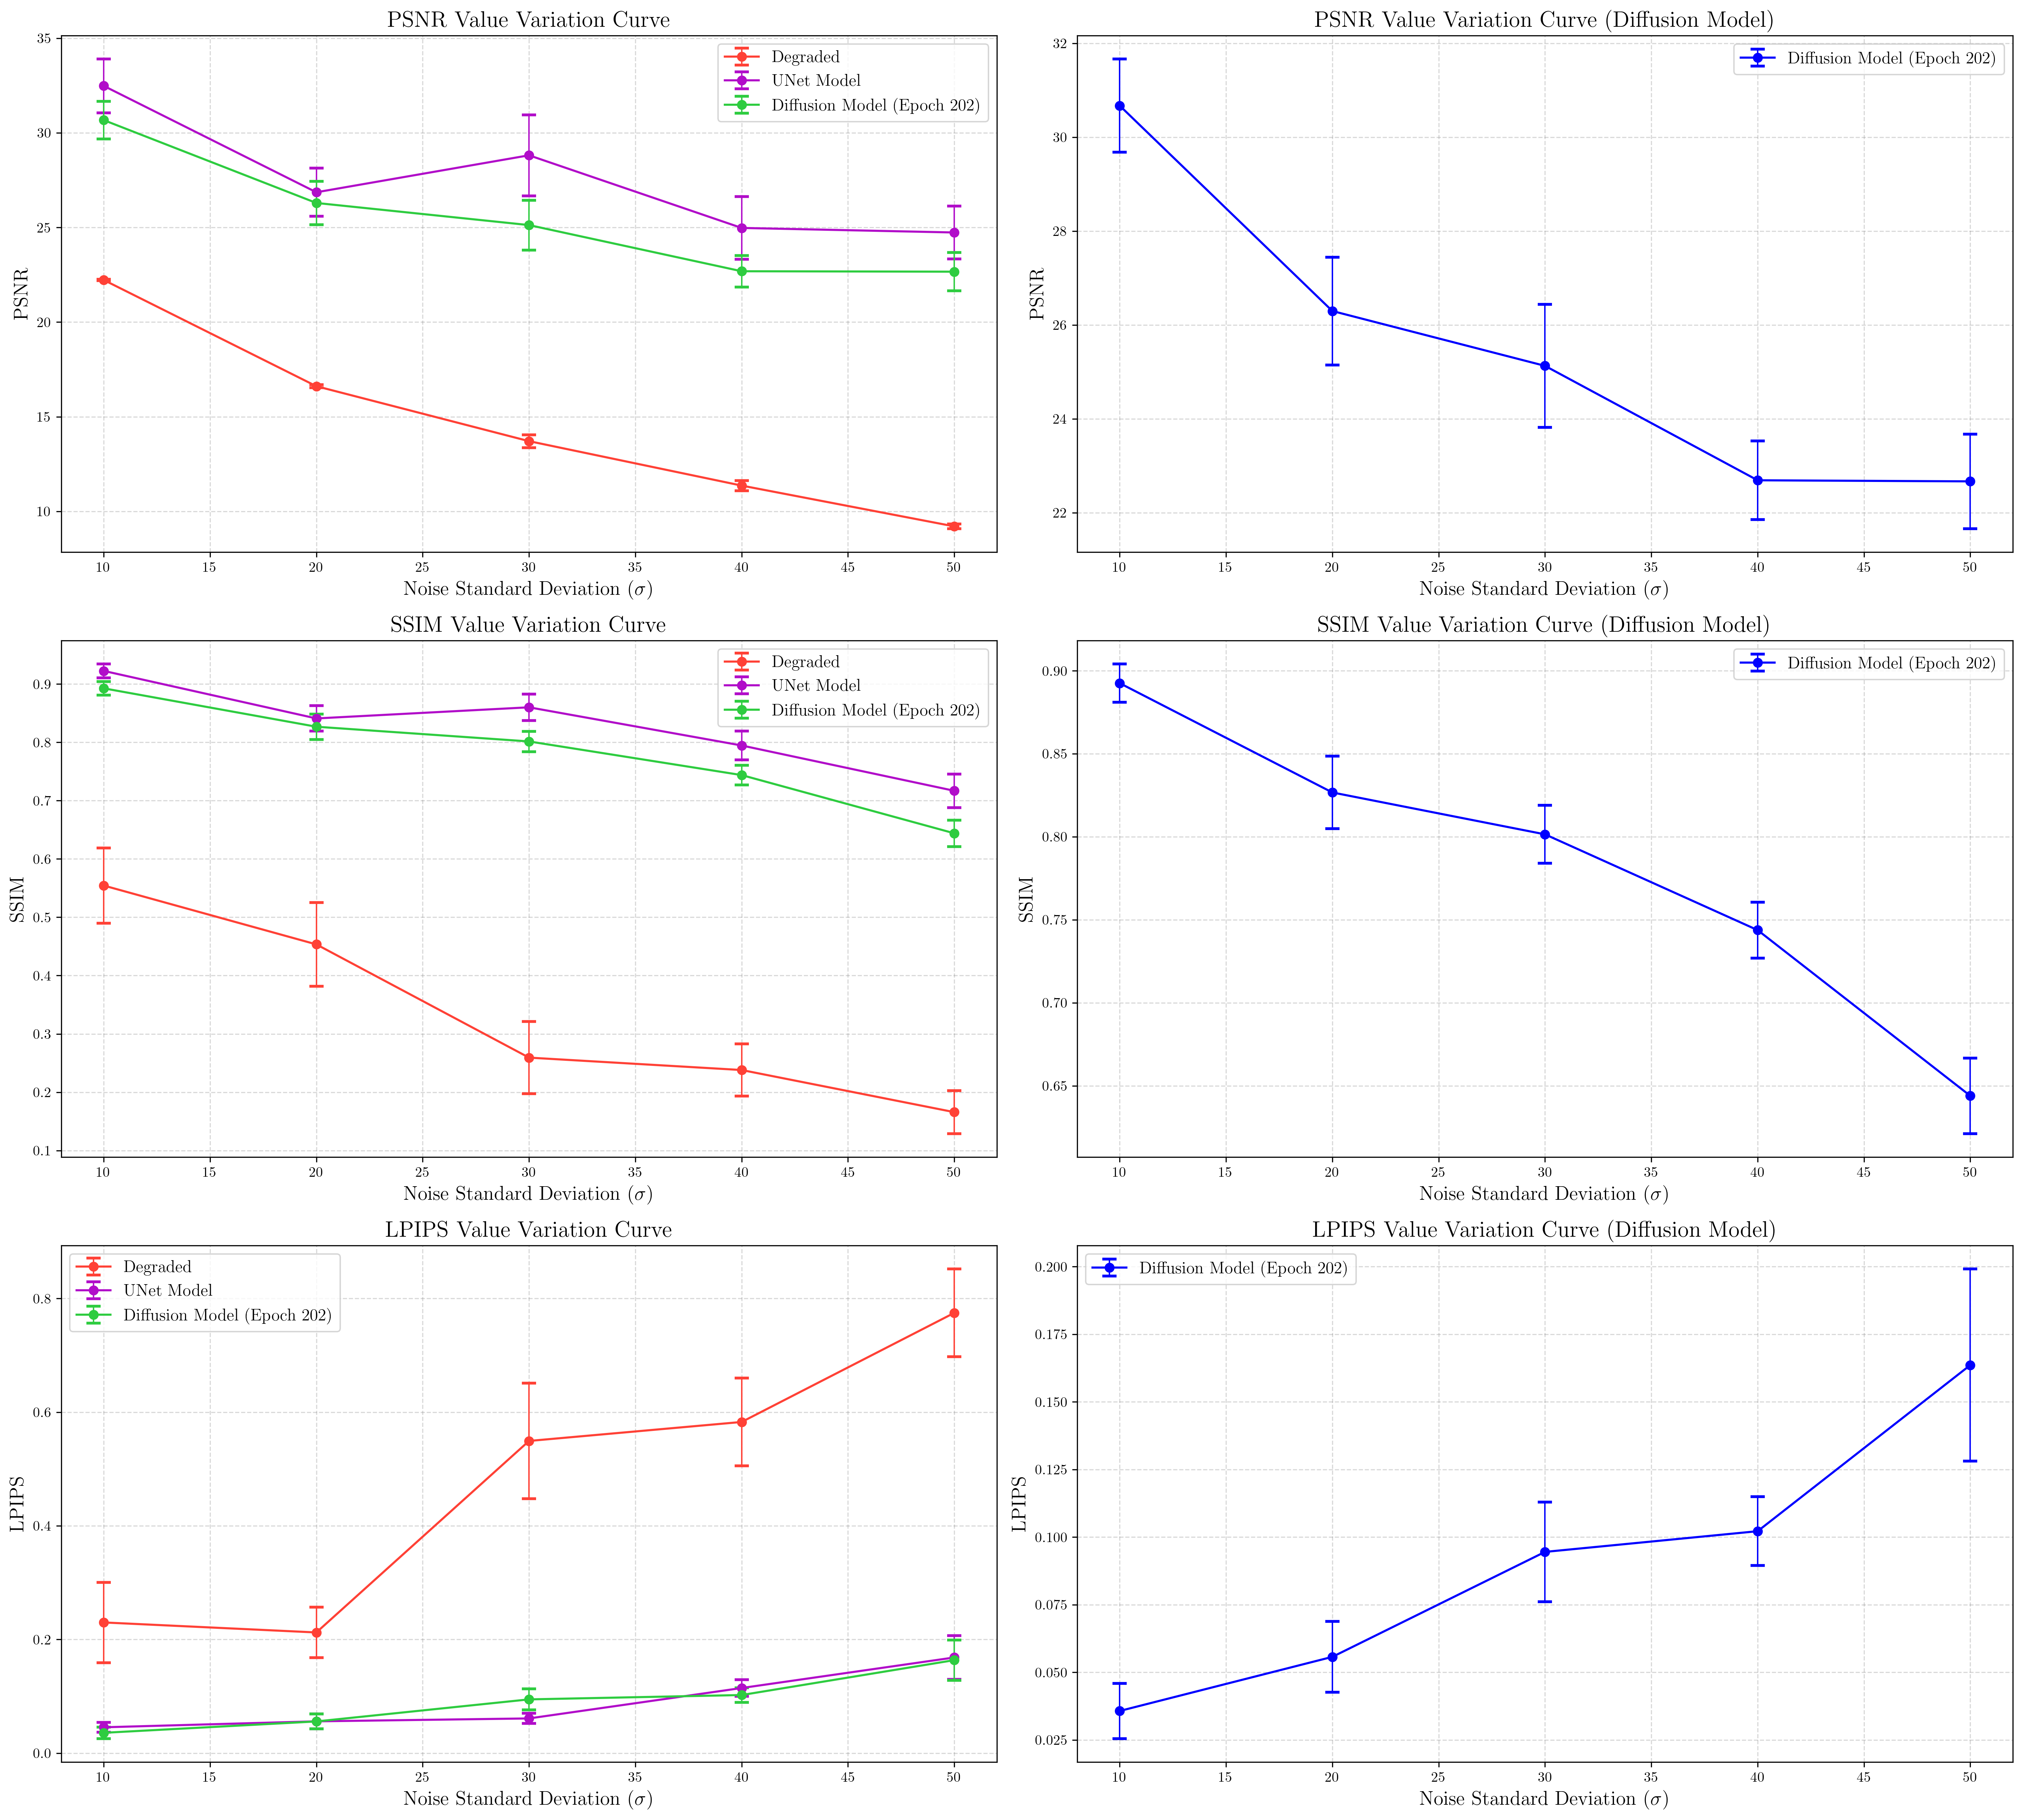 PSNR Value Variation Curve
35
30
25
20
15
10
PSNR
Degraded
UNet Model
Diffusion Model (Epoch 202)
10 15 20 25 30 35 40 45 50
Noise Standard Deviation (σ)
PSNR Value Variation Curve (Diffusion Model)
32
30
28
26
24
22
PSNR
Diffusion Model (Epoch 202)
10 15 20 25 30 35 40 45 50
Noise Standard Deviation (σ)
SSIM Value Variation Curve
0.9
0.8
0.7
0.6
0.5
0.4
0.3
0.2
0.1
SSIM
Degraded
UNet Model
Diffusion Model (Epoch 202)
10 15 20 25 30 35 40 45 50
Noise Standard Deviation (σ)
SSIM Value Variation Curve (Diffusion Model)
0.90
0.85
0.80
0.75
0.70
0.65
SSIM
Diffusion Model (Epoch 202)
10 15 20 25 30 35 40 45 50
Noise Standard Deviation (σ)
LPIPS Value Variation Curve
0.8
0.6
0.4
0.2
0.0
LPIPS
Degraded
UNet Model
Diffusion Model (Epoch 202)
10 15 20 25 30 35 40 45 50
Noise Standard Deviation (σ)
LPIPS Value Variation Curve (Diffusion Model)
0.200
0.175
0.150
0.125
0.100
0.075
0.050
0.025
LPIPS
Diffusion Model (Epoch 202)
10 15 20 25 30 35 40 45 50
Noise Standard Deviation (σ)